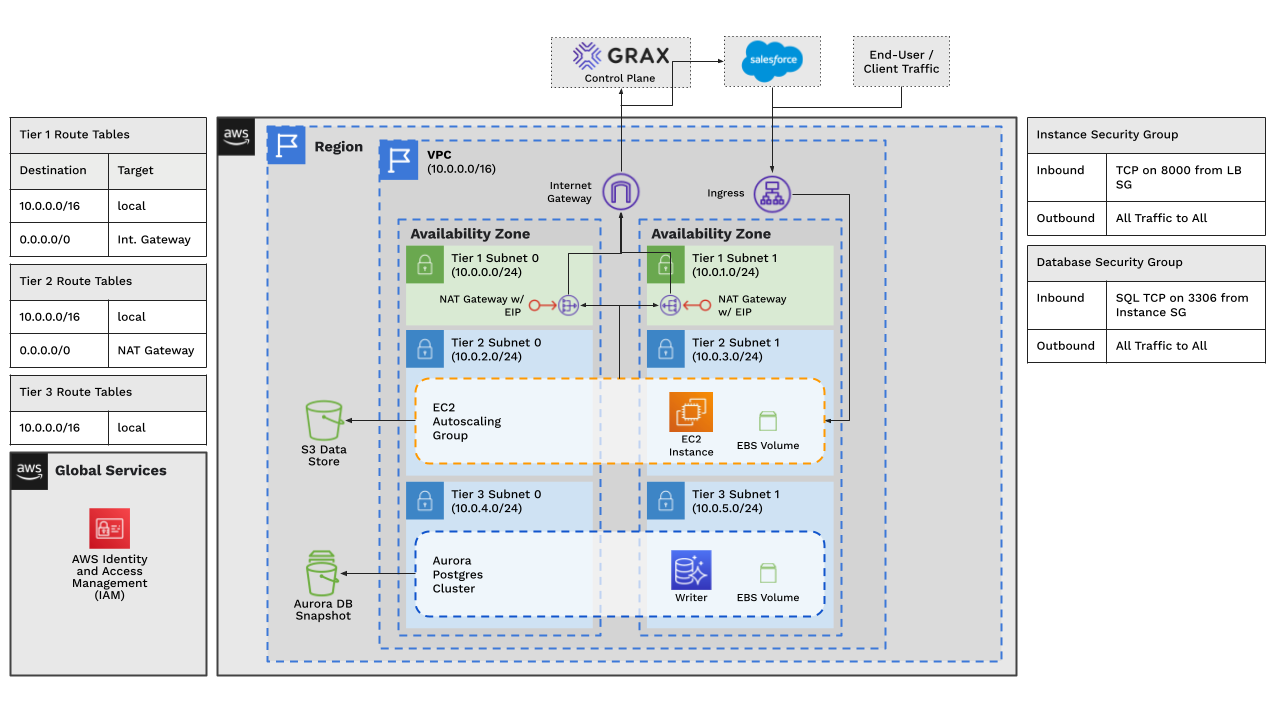 GRAX
Control Plane
salesforce
End-User /
Client Traffic
Tier 1 Route Tables
Destination
Target
10.0.0.0/16
local
0.0.0.0/0
Int. Gateway
Tier 2 Route Tables
10.0.0.0/16
local
0.0.0.0/0
NAT Gateway
Tier 3 Route Tables
10.0.0.0/16
local
aws
Global Services
AWS Identity
and Access
Management
(IAM)
aws
Region
VPC
(10.0.0.0/16)
Internet
Gateway
Ingress
Availability Zone
Tier 1 Subnet 0
(10.0.0.0/24)
NAT Gateway w/
EIP
Tier 2 Subnet 0
(10.0.2.0/24)
Availability Zone
Tier 1 Subnet 1
(10.0.1.0/24)
NAT Gateway
w/ EIP
Tier 2 Subnet 1
(10.0.3.0/24)
EC2
Autoscaling
Group
EC2
Instance
EBS Volume
S3 Data
Store
Tier 3 Subnet 0
(10.0.4.0/24)
Tier 3 Subnet 1
(10.0.5.0/24)
Aurora
Postgres
Cluster
Writer
EBS Volume
Aurora DB
Snapshot
Instance Security Group
Inbound
TCP on 8000 from LB
SG
Outbound
All Traffic to All
Database Security Group
Inbound
SQL TCP on 3306 from
Instance SG
Outbound
All Traffic to All